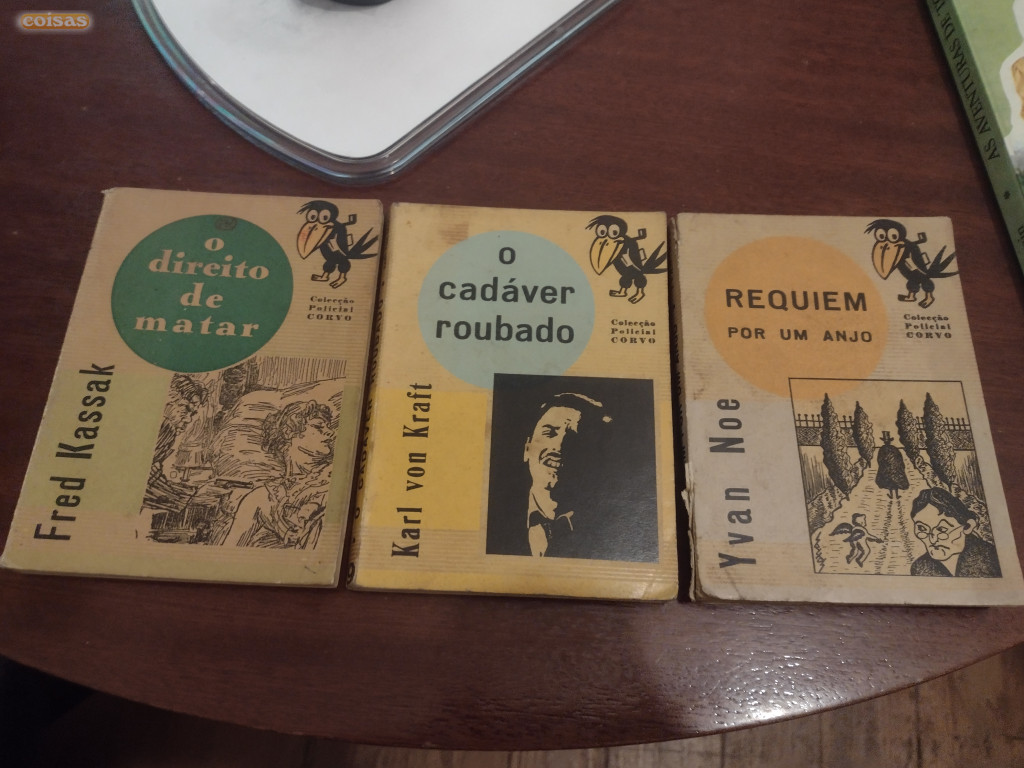 coisas
AS AVENTURAS DE
o
direito
de
matar
Colecção
Policial
CORVO
Fred Kassak
o
cadáver
roubado
Colecção
Policial
CORVO
Karl von Kraft
REQUIEM
POR UM ANJO
Colecção
Policial
CORVO
Yvan Noe